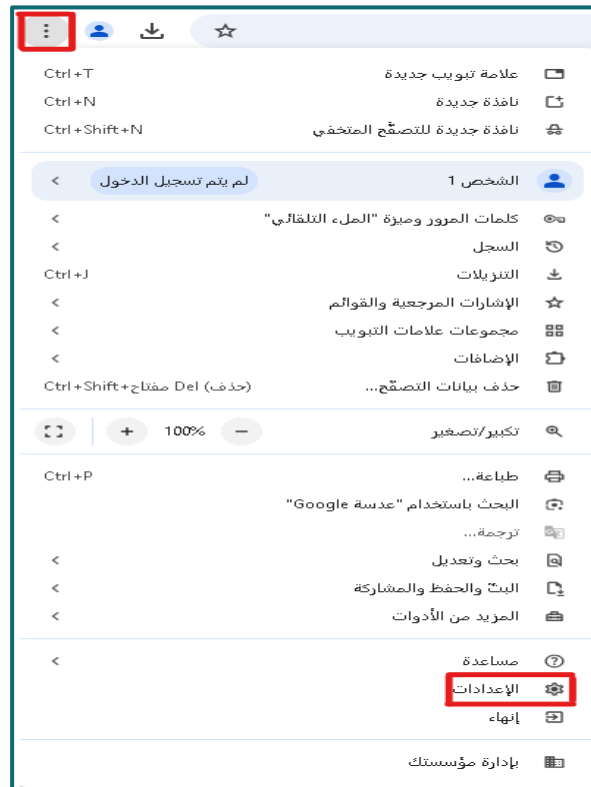 علامة تبويب جديدة Ctrl+T
نافذة جديدة Ctrl+N
نافذة جديدة للتصفّح المتخفي Ctrl+Shift+N
الشخص 1 لم يتم تسجيل الدخول
كلمات المرور وميزة "الملء التلقائي"
السجل
التنزيلات Ctrl+J
الإشارات المرجعية والقوائم
مجموعات علامات التبويب
الإضافات
حذف بيانات التصفّح... Ctrl+Shift+مفتاح Del (حذف)
تكبير/تصغير − 100% +
طباعة... Ctrl+P
البحث باستخدام "عدسة Google"
ترجمة...
بحث وتعديل
البثّ والحفظ والمشاركة
المزيد من الأدوات
مساعدة
الإعدادات
إنهاء
بإدارة مؤسستك